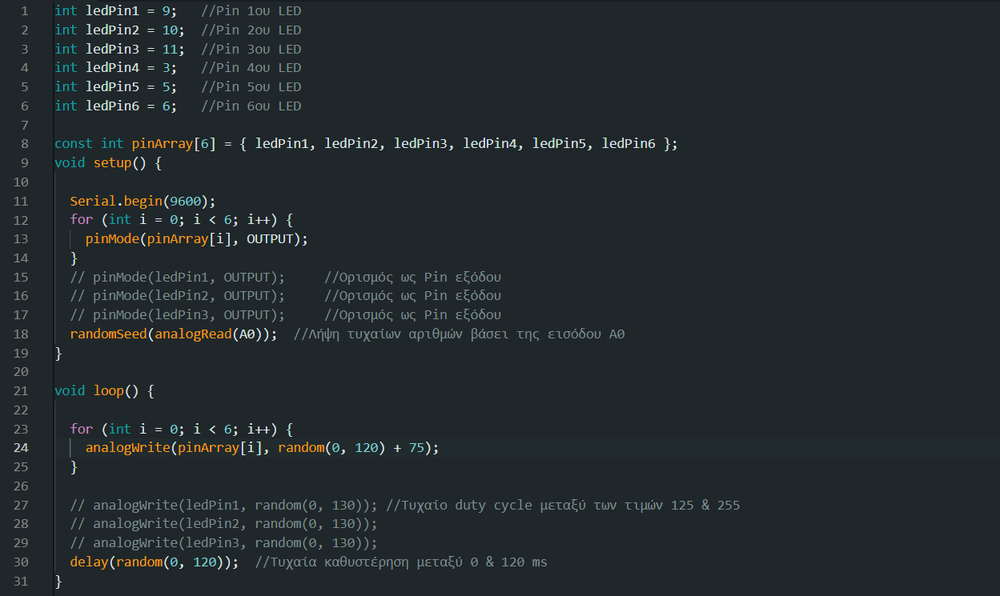 1 int ledPin1 = 9;   //Pin 1ου LED
2 int ledPin2 = 10;  //Pin 2ου LED
3 int ledPin3 = 11;  //Pin 3ου LED
4 int ledPin4 = 3;   //Pin 4ου LED
5 int ledPin5 = 5;   //Pin 5ου LED
6 int ledPin6 = 6;   //Pin 6ου LED
7
8 const int pinArray[6] = { ledPin1, ledPin2, ledPin3, ledPin4, ledPin5, ledPin6 };
9 void setup() {
10
11   Serial.begin(9600);
12   for (int i = 0; i < 6; i++) {
13     pinMode(pinArray[i], OUTPUT);
14   }
15   // pinMode(ledPin1, OUTPUT);     //Ορισμός ως Pin εξόδου
16   // pinMode(ledPin2, OUTPUT);     //Ορισμός ως Pin εξόδου
17   // pinMode(ledPin3, OUTPUT);     //Ορισμός ως Pin εξόδου
18   randomSeed(analogRead(A0));  //Λήψη τυχαίων αριθμών βάσει της εισόδου A0
19 }
20
21 void loop() {
22
23   for (int i = 0; i < 6; i++) {
24     analogWrite(pinArray[i], random(0, 120) + 75);
25   }
26
27   // analogWrite(ledPin1, random(0, 130)); //Τυχαίο duty cycle μεταξύ των τιμών 125 & 255
28   // analogWrite(ledPin2, random(0, 130));
29   // analogWrite(ledPin3, random(0, 130));
30   delay(random(0, 120));  //Τυχαία καθυστέρηση μεταξύ 0 & 120 ms
31 }